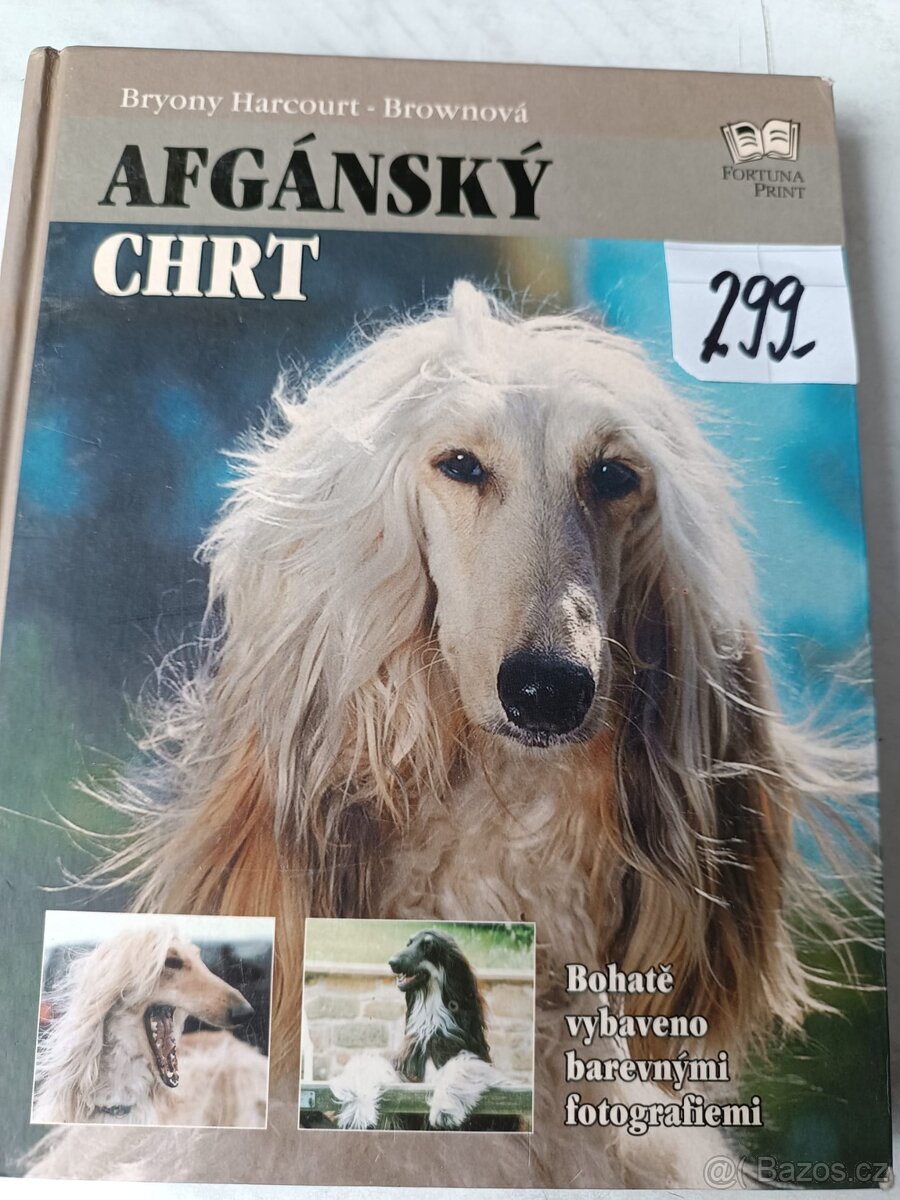 Bryony Harcourt - Brownová
AFGÁNSKÝ
CHRT
FORTUNA
PRINT
299.-
Bohatě
vybaveno
barevnými
fotografiemi
@( Bazos.cz